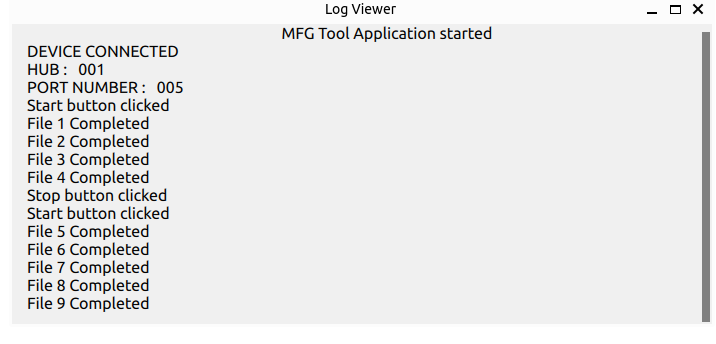 Log Viewer
MFG Tool Application started
DEVICE CONNECTED
HUB :  001
PORT NUMBER :  005
Start button clicked
File 1 Completed
File 2 Completed
File 3 Completed
File 4 Completed
Stop button clicked
Start button clicked
File 5 Completed
File 6 Completed
File 7 Completed
File 8 Completed
File 9 Completed